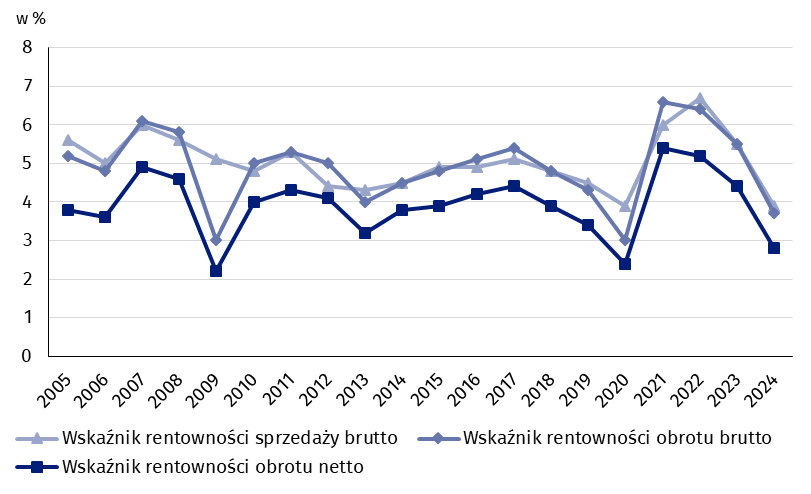 w %
8
7
6
5
4
3
2
1
0
2005 2006 2007 2008 2009 2010 2011 2012 2013 2014 2015 2016 2017 2018 2019 2020 2021 2022 2023 2024
Wskaźnik rentowności sprzedaży brutto Wskaźnik rentowności obrotu brutto
Wskaźnik rentowności obrotu netto